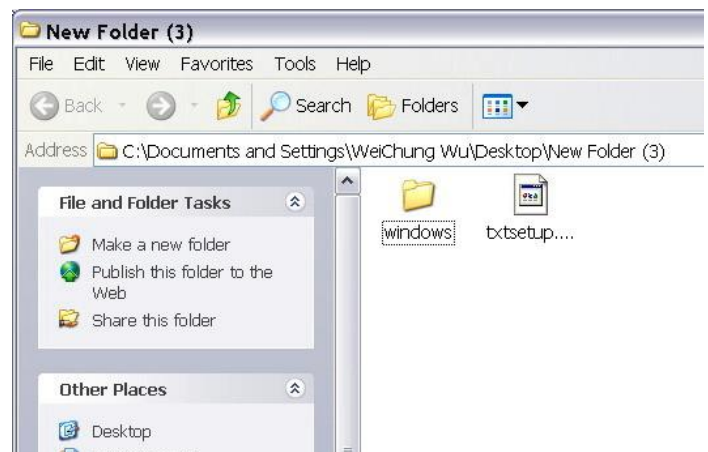 New Folder (3)
File Edit View Favorites Tools Help
Back Search Folders
Address C:\Documents and Settings\WeiChung Wu\Desktop\New Folder (3)
File and Folder Tasks
Make a new folder
Publish this folder to the
Web
Share this folder
Other Places
Desktop
windows txtsetup....